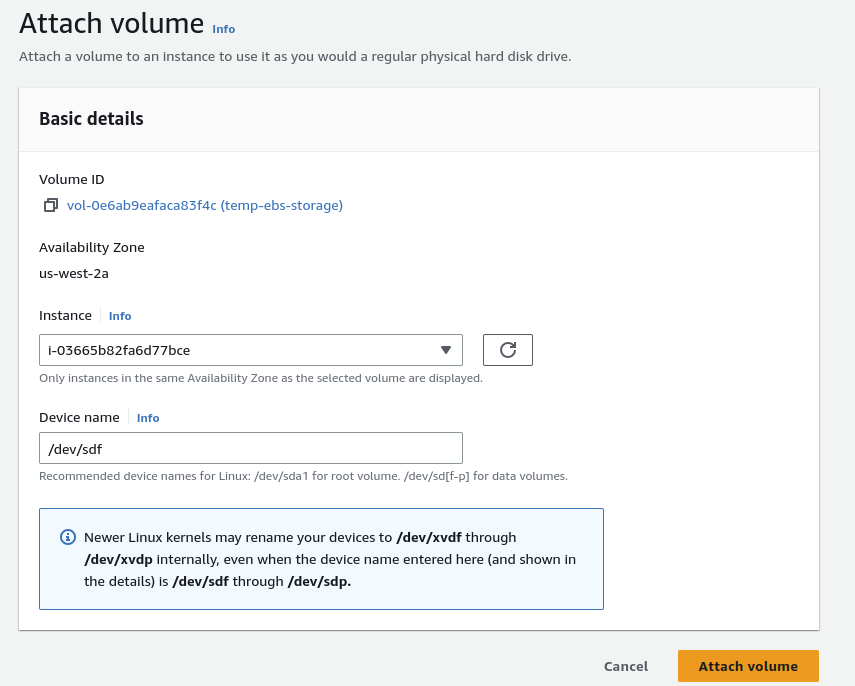 Attach volume Info
Attach a volume to an instance to use it as you would a regular physical hard disk drive.
Basic details
Volume ID
vol-0e6ab9eafaca83f4c (temp-ebs-storage)
Availability Zone
us-west-2a
Instance Info
i-03665b82fa6d77bce
Only instances in the same Availability Zone as the selected volume are displayed.
Device name Info
/dev/sdf
Recommended device names for Linux: /dev/sda1 for root volume. /dev/sd[f-p] for data volumes.
Newer Linux kernels may rename your devices to /dev/xvdf through
/dev/xvdp internally, even when the device name entered here (and shown in
the details) is /dev/sdf through /dev/sdp.
Cancel Attach volume